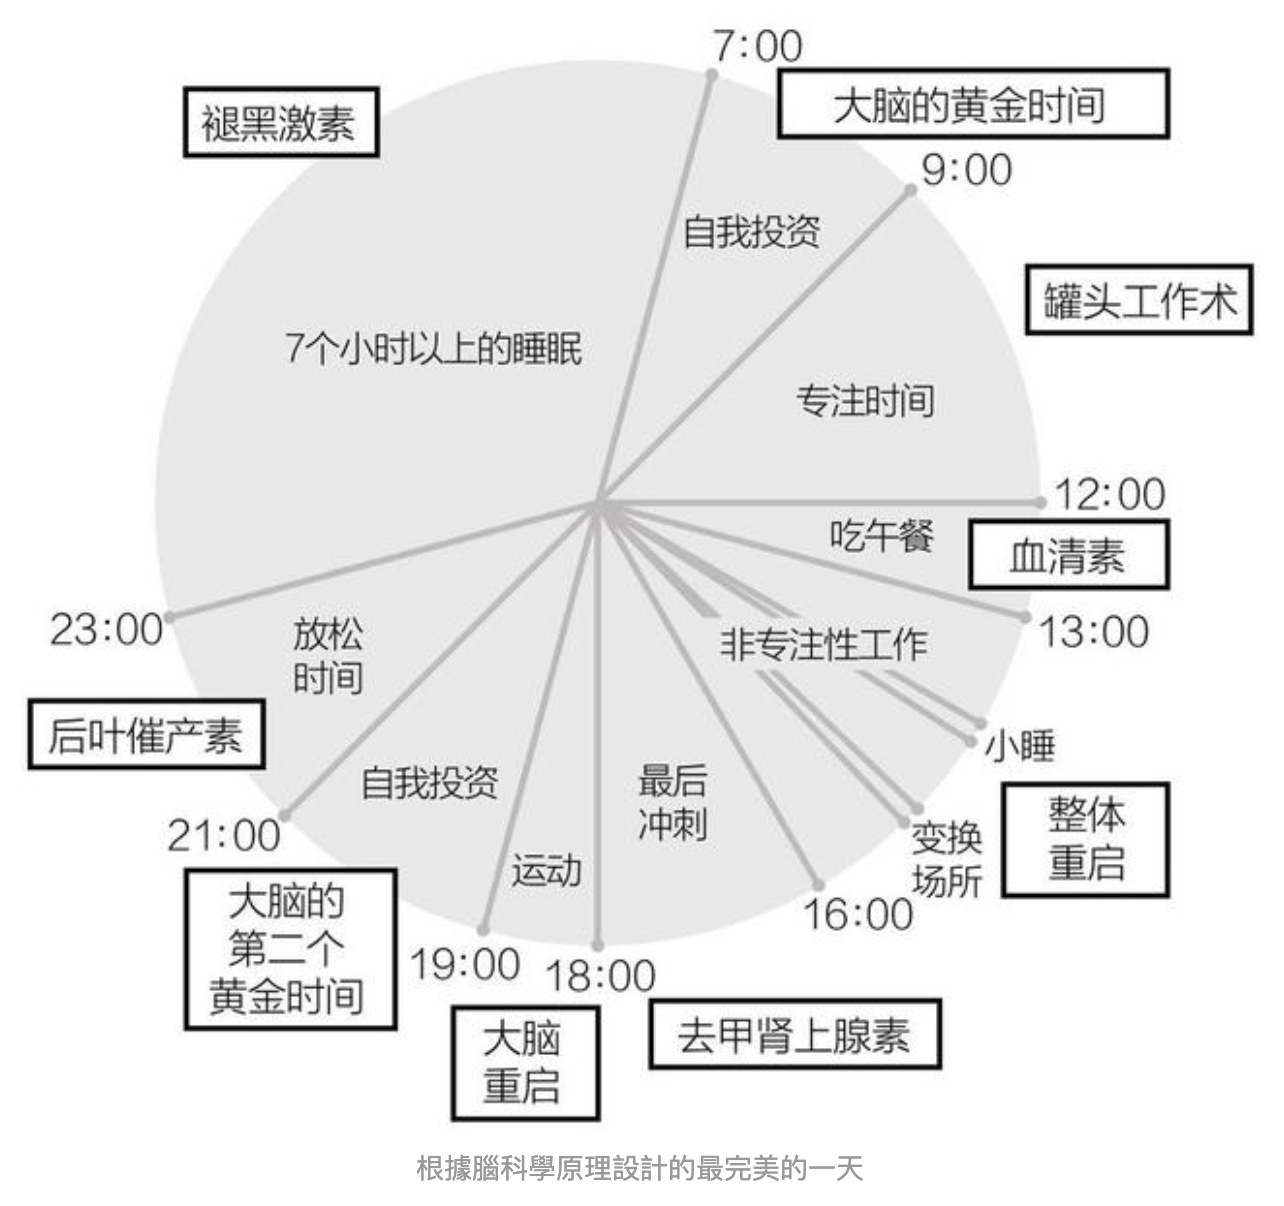 7:00
大脑的黄金时间
褪黑激素
9:00
自我投资
罐头工作术
7个小时以上的睡眠
专注时间
12:00
吃午餐
血清素
23:00
放松
时间
13:00
非专注性工作
后叶催产素
小睡
自我投资
最后
冲刺
整体
重启
21:00
变换
场所
运动
大脑的
第二个
黄金时间
16:00
19:00
18:00
大脑
重启
去甲肾上腺素
根據腦科學原理設計的最完美的一天